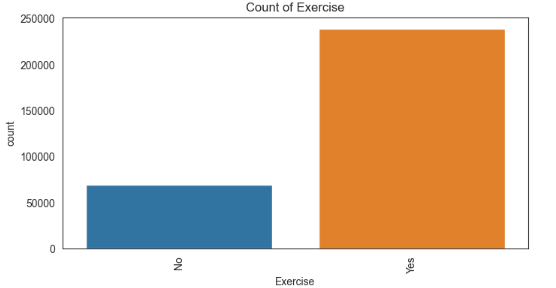 Count of Exercise
250000
200000
150000
100000
50000
0
count
No
Yes
Exercise